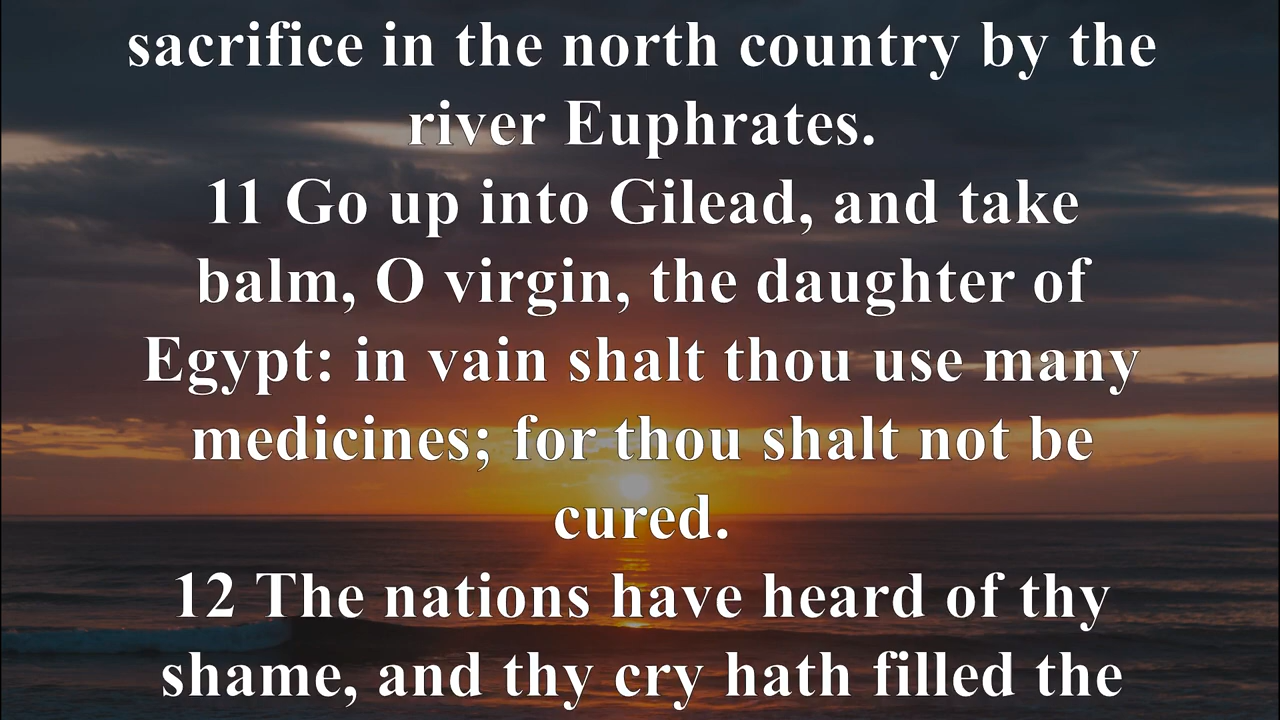 sacrifice in the north country by the
river Euphrates.
11 Go up into Gilead, and take
balm, O virgin, the daughter of
Egypt: in vain shalt thou use many
medicines; for thou shalt not be
cured.
12 The nations have heard of thy
shame, and thy cry hath filled the